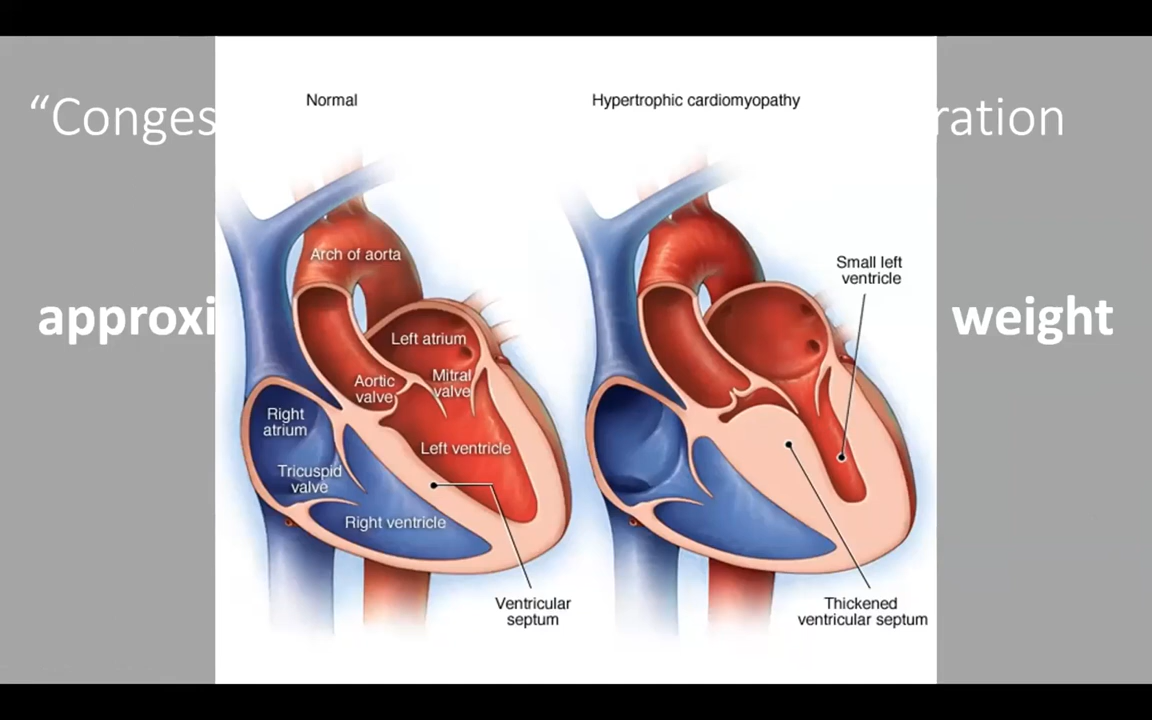 Normal
Hypertrophic cardiomyopathy
“Conges
ration
Arch of aorta
Small left
ventricle
approxi
weight
Left atrium
Aortic
valve
Mitral
valve
Right
atrium
Left ventricle
Tricuspid
valve
Right ventricle
Ventricular
septum
Thickened
ventricular septum